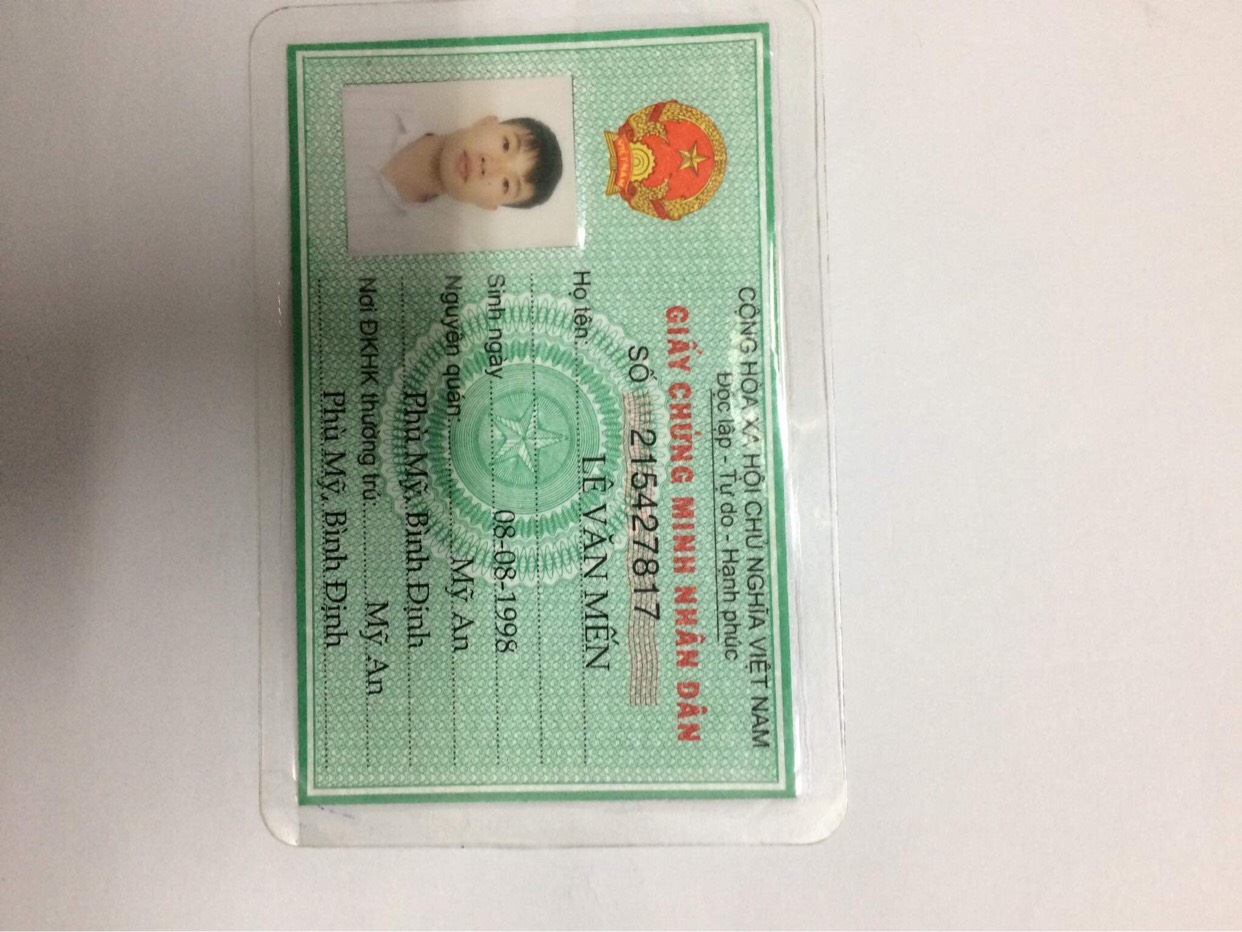 CỘNG HÒA XÃ HỘI CHỦ NGHĨA VIỆT NAM
Độc lập - Tự do - Hạnh phúc
GIẤY CHỨNG MINH NHÂN DÂN
SỐ 215427817
Họ tên: LÊ VĂN MẾN
Sinh ngày 08-08-1998
Nguyên quán: Mỹ An
Phù Mỹ, Bình Định
Nơi ĐKHK thường trú: Mỹ An
Phù Mỹ, Bình Định
VIỆT NAM